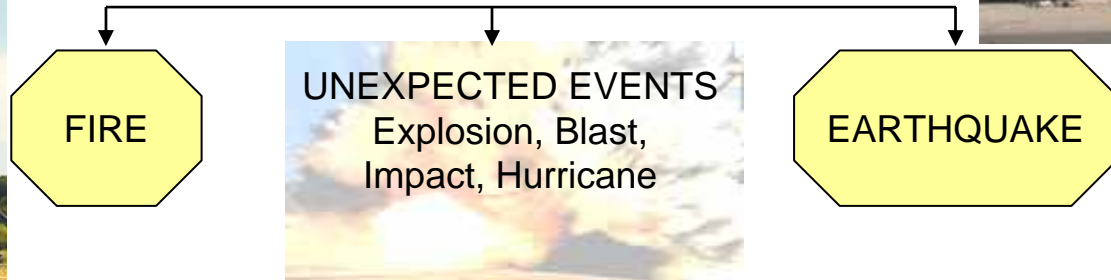 FIRE
UNEXPECTED EVENTS
Explosion, Blast,
Impact, Hurricane
EARTHQUAKE